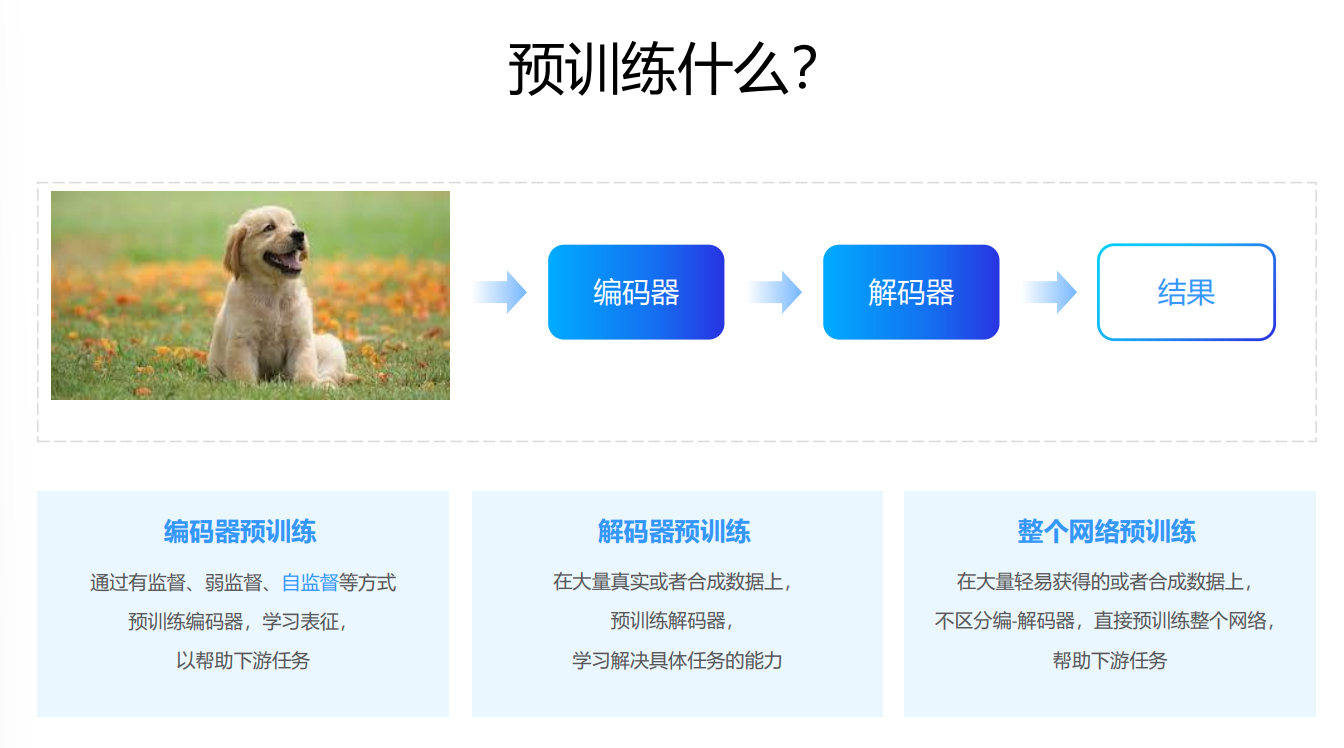 预训练什么？
编码器
解码器
结果
编码器预训练
通过有监督、弱监督、自监督等方式
预训练编码器，学习表征，
以帮助下游任务
解码器预训练
在大量真实或者合成数据上，
预训练解码器，
学习解决具体任务的能力
整个网络预训练
在大量轻易获得的或者合成数据上，
不区分编-解码器，直接预训练整个网络，
帮助下游任务